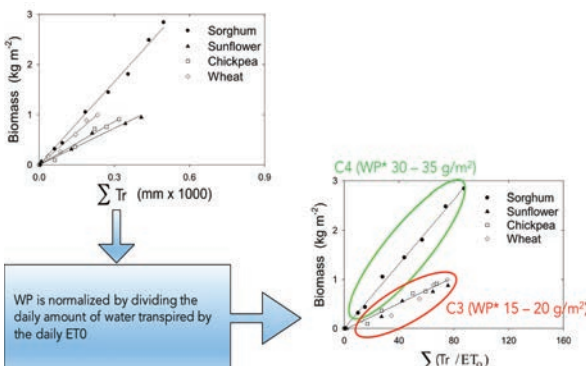 Biomass (kg m-2)
3
2
1
0
0.0 0.3 0.6 0.9
∑ Tr (mm x 1000)
Sorghum
Sunflower
Chickpea
Wheat
WP is normalized by dividing the
daily amount of water transpired by
the daily ET0
C4 (WP* 30 – 35 g/m²)
Biomass (kg m-2)
3
2
1
0
0 40 80 120 160
∑ (Tr /ETo)
Sorghum
Sunflower
Chickpea
Wheat
C3 (WP* 15 – 20 g/m²)